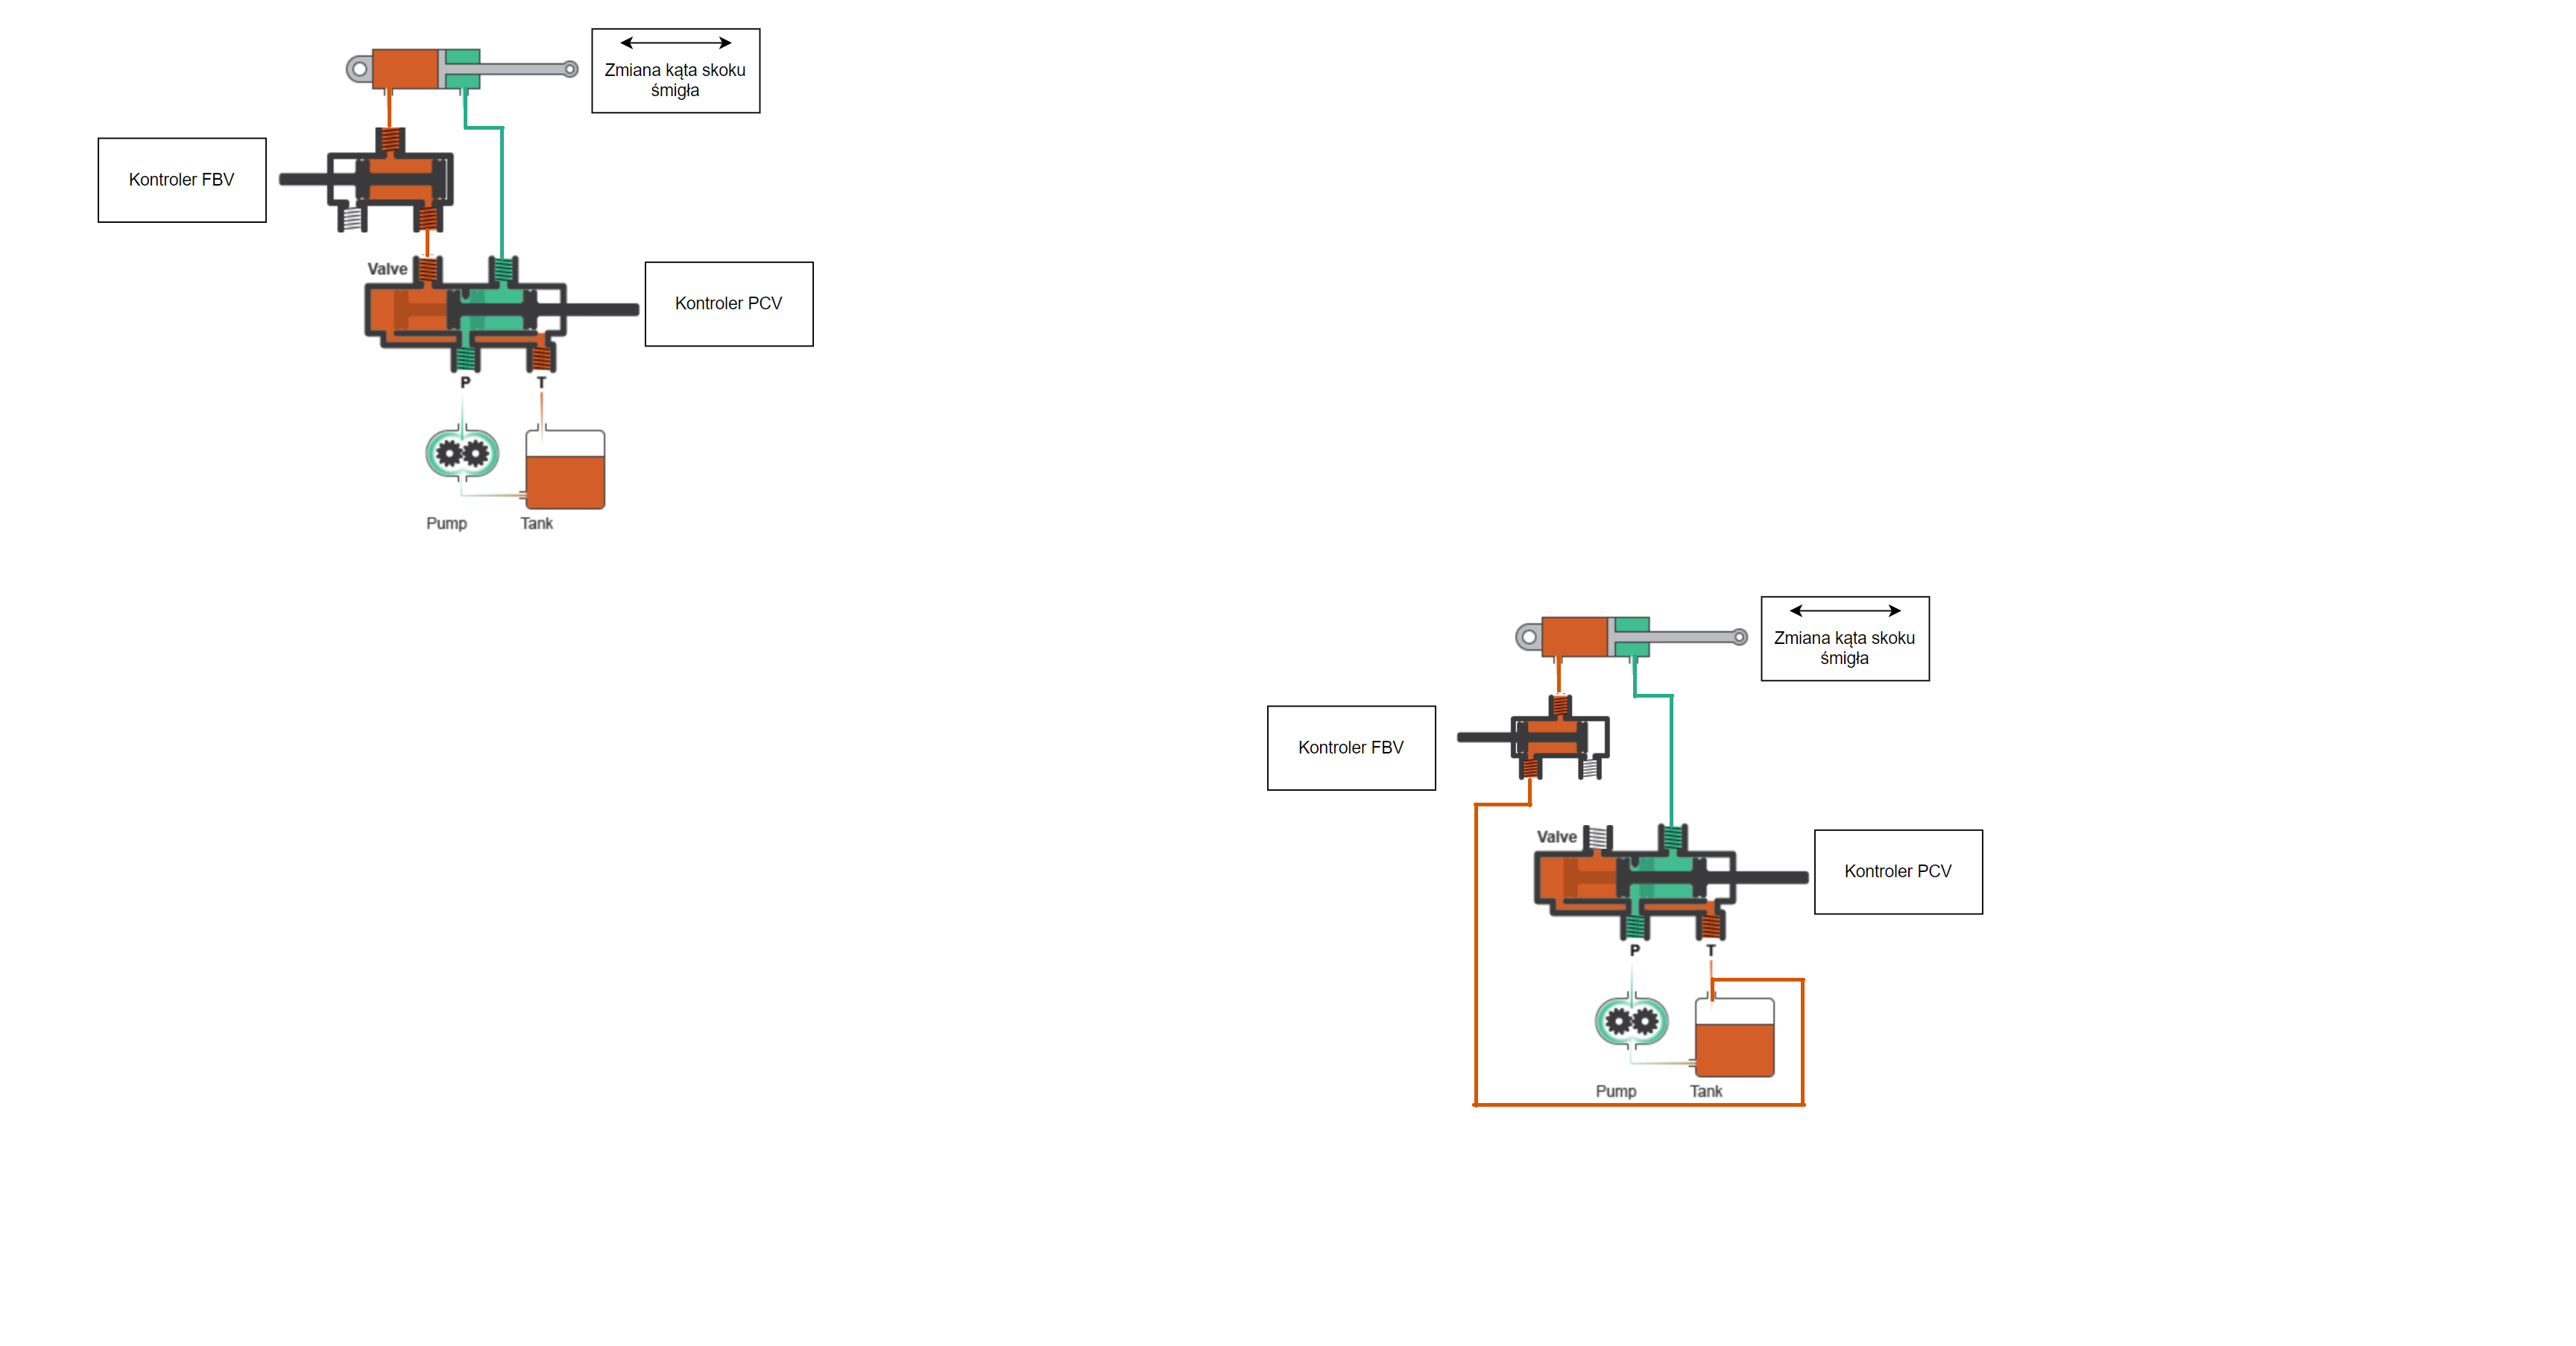 Zmiana kąta skoku
śmigła
Kontroler FBV
Valve
Kontroler PCV
P
T
Pump
Tank
Zmiana kąta skoku
śmigła
Kontroler FBV
Valve
Kontroler PCV
P
T
Pump
Tank